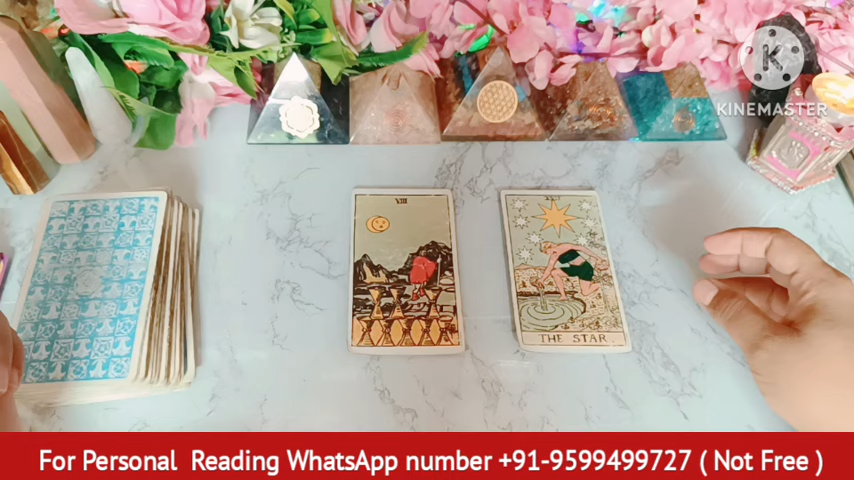 K
KINEMASTER
VIII
THE STAR.
For Personal Reading WhatsApp number +91-9599499727 ( Not Free )